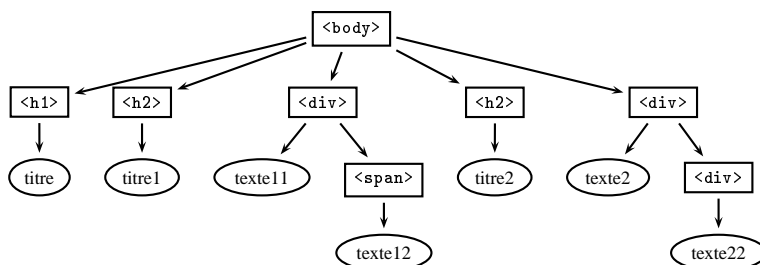 <body>
<h1> <h2> <div> <h2> <div>
titre titre1 texte11 <span> titre2 texte2 <div>
texte12 texte22